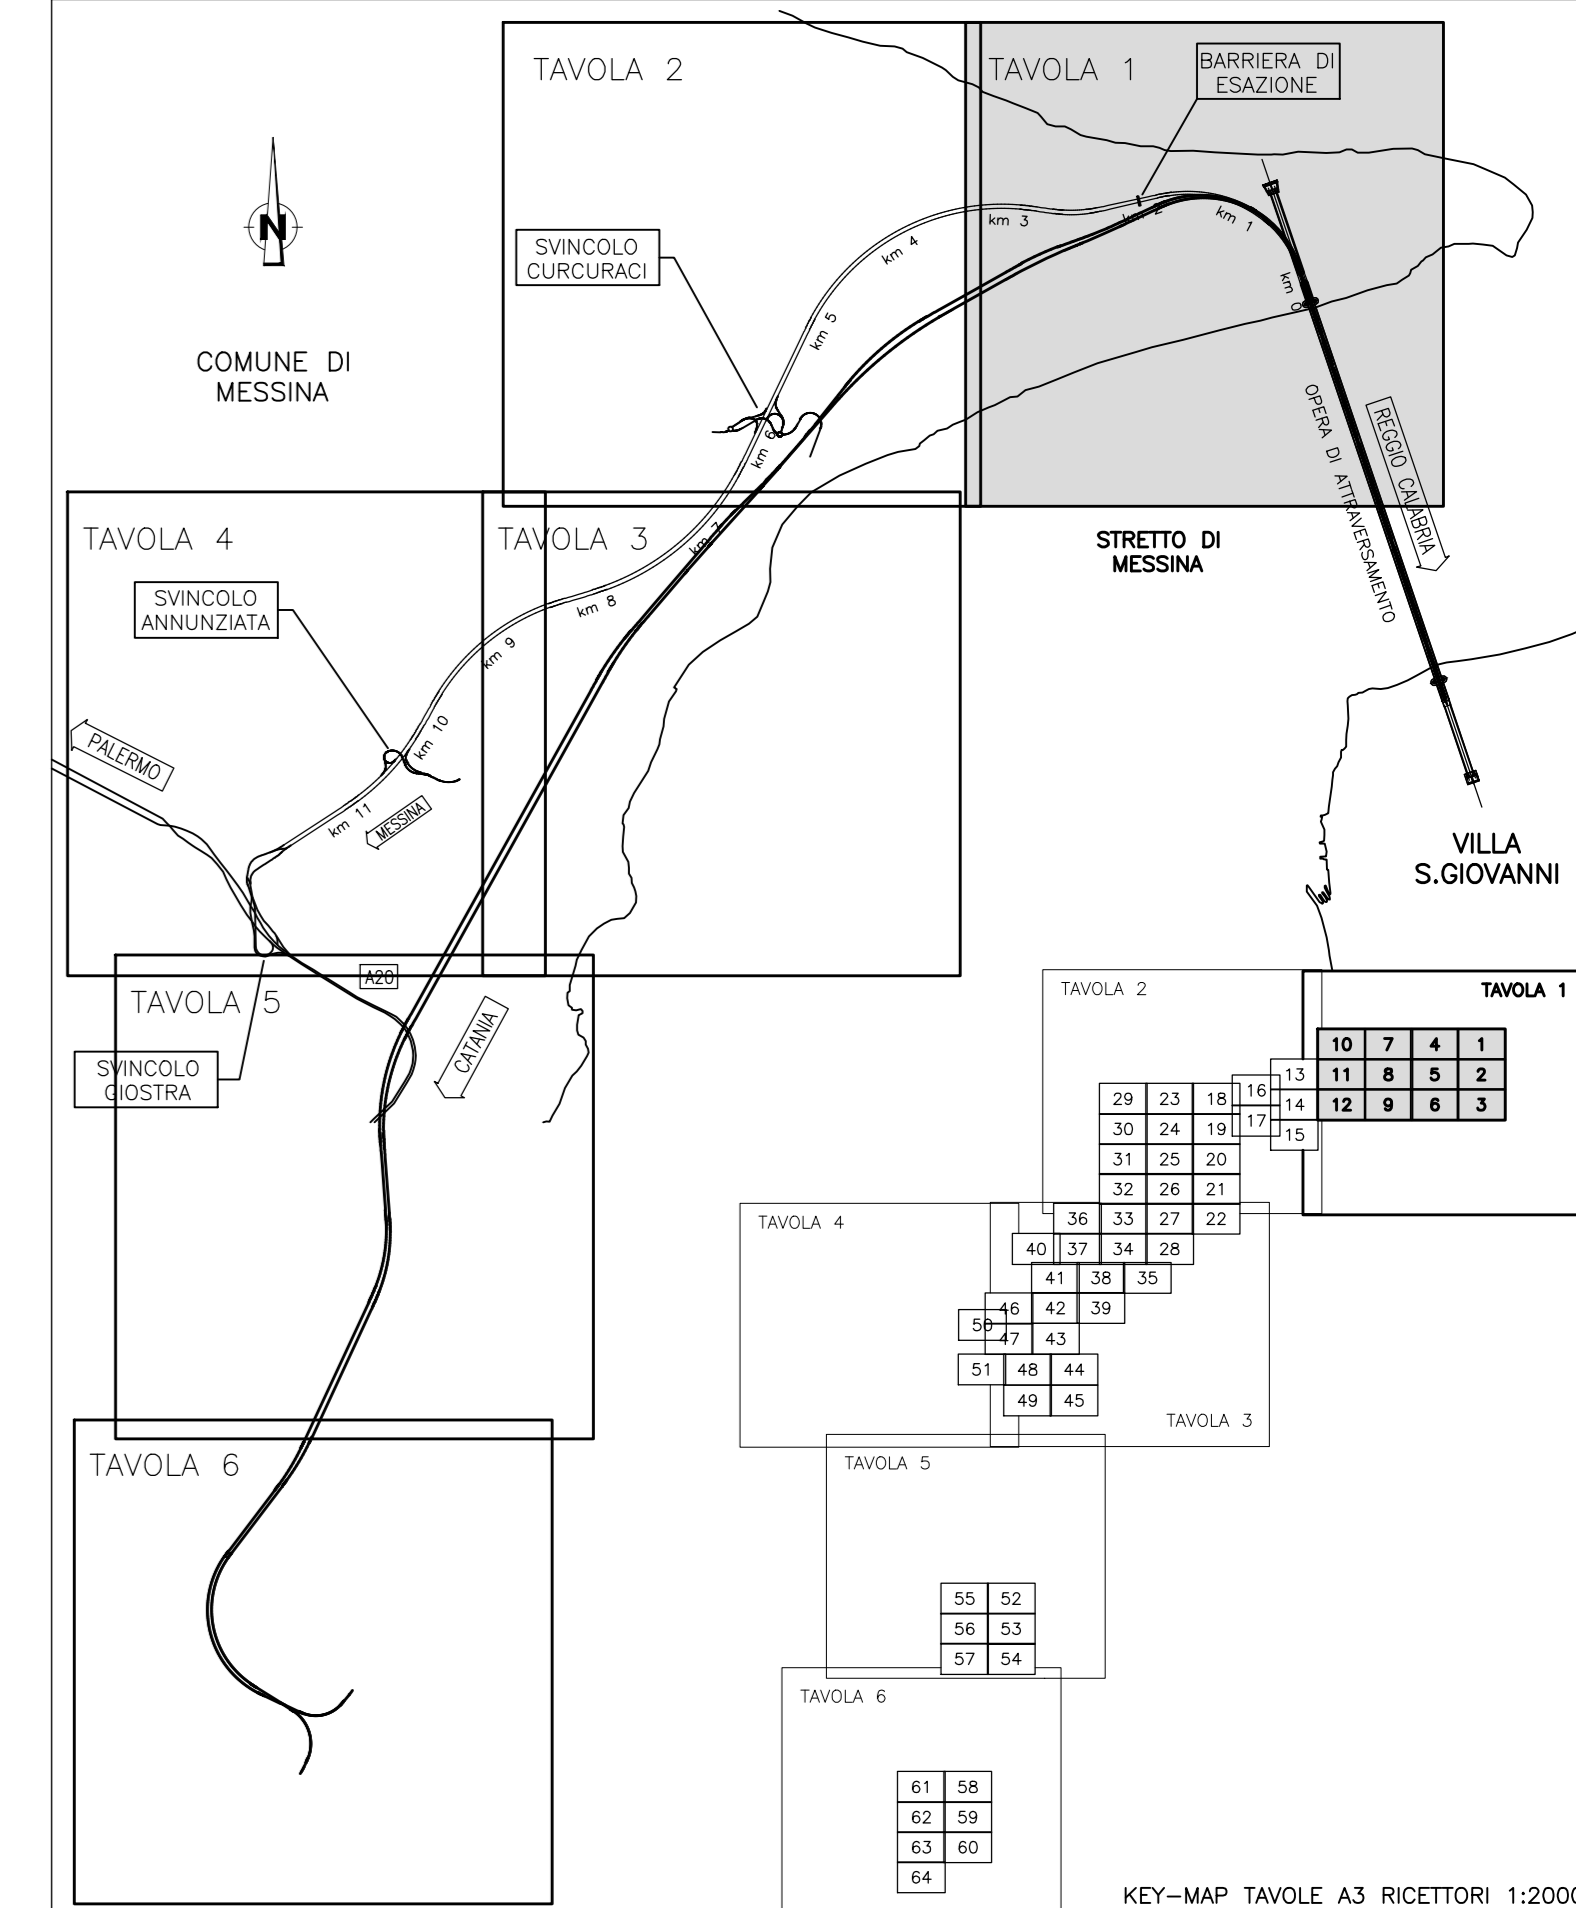 TAVOLA 2
TAVOLA 1
BARRIERA DI
ESAZIONE
N
COMUNE DI
MESSINA
SVINCOLO
CURCURACI
km 0
km 1
km 2
km 3
km 4
km 5
km 6
km 7
km 8
km 9
km 10
km 11
OPERA DI ATTRAVERSAMENTO
REGGIO CALABRIA
STRETTO DI
MESSINA
TAVOLA 4
TAVOLA 3
SVINCOLO
ANNUNZIATA
PALERMO
MESSINA
VILLA
S.GIOVANNI
A20
TAVOLA 5
CATANIA
SVINCOLO
GIOSTRA
TAVOLA 6
TAVOLA 2
TAVOLA 1
10 7 4 1
13 11 8 5 2
14 12 9 6 3
15
16
17
29 23 18
30 24 19
31 25 20
32 26 21
36 33 27 22
40 37 34 28
41 38 35
46 42 39
50
47 43
51 48 44
49 45
TAVOLA 4
TAVOLA 3
TAVOLA 5
55 52
56 53
57 54
TAVOLA 6
61 58
62 59
63 60
64
KEY-MAP TAVOLE A3 RICETTORI 1:2000